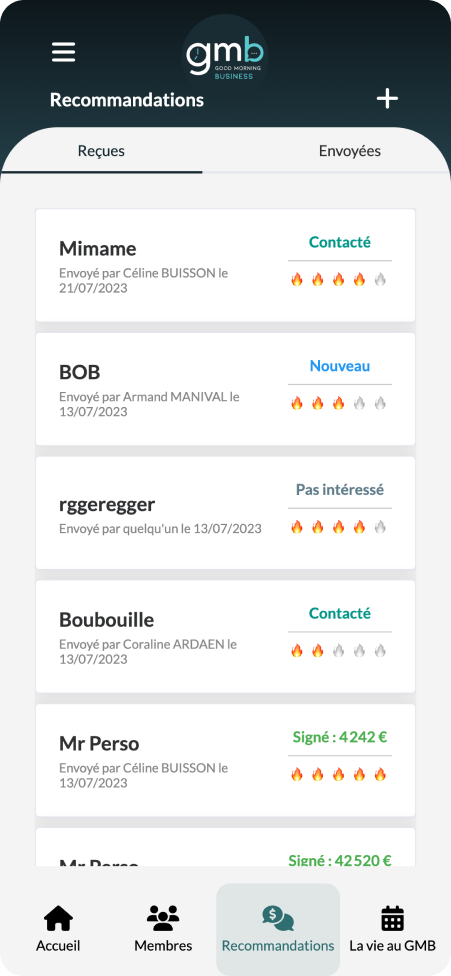 gmb
GOOD MORNING
BUSINESS
Recommandations
Reçues
Envoyées
Mimame
Envoyé par Céline BUISSON le
21/07/2023
Contacté
BOB
Envoyé par Armand MANIVAL le
13/07/2023
Nouveau
rggeregger
Envoyé par quelqu'un le 13/07/2023
Pas intéressé
Boubouille
Envoyé par Coraline ARDAEN le
13/07/2023
Contacté
Mr Perso
Envoyé par Céline BUISSON le
13/07/2023
Signé : 4 242 €
Mr Perso
Signé : 42 520 €
Accueil
Membres
Recommandations
La vie au GMB